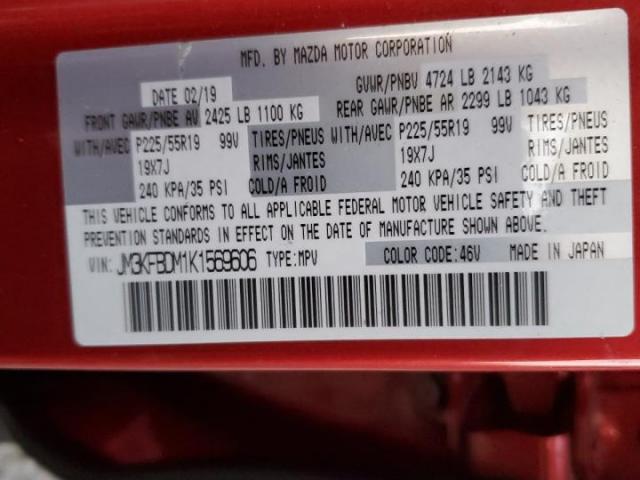 MFD. BY MAZDA MOTOR CORPORATION
DATE 02/19
GVWR/PNBV 4724 LB 2143 KG
FRONT GAWR/PNBE AV 2425 LB 1100 KG
REAR GAWR/PNBE AR 2299 LB 1043 KG
WITH/AVEC P225/55R19 99V TIRES/PNEUS WITH/AVEC P225/55R19 99V TIRES/PNEUS
19X7J RIMS/JANTES 19X7J RIMS/JANTES
240 KPA/35 PSI COLD/A FROID 240 KPA/35 PSI COLD/A FROID
THIS VEHICLE CONFORMS TO ALL APPLICABLE FEDERAL MOTOR VEHICLE SAFETY AND THEFT
PREVENTION STANDARDS IN EFFECT ON THE DATE OF MANUFACTURE SHOWN ABOVE.
VIN: JM3KFBDM1K1569606 TYPE:MPV COLOR CODE:46V MADE IN JAPAN